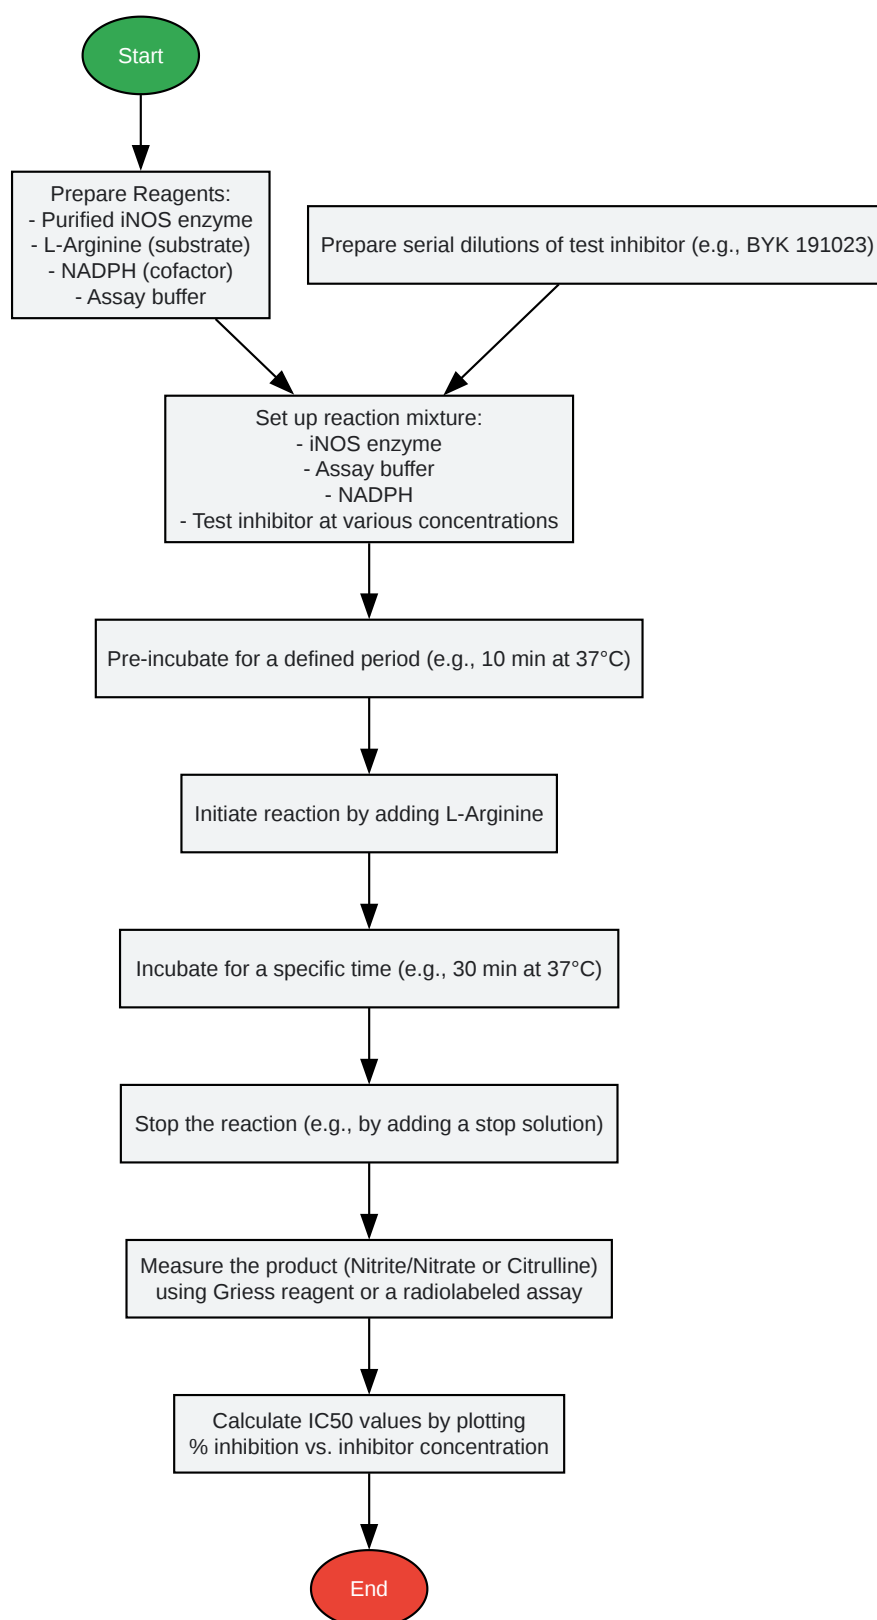 Start
Prepare Reagents:
- Purified iNOS enzyme
- L-Arginine (substrate)
- NADPH (cofactor)
- Assay buffer
Prepare serial dilutions of test inhibitor (e.g., BYK 191023)
Set up reaction mixture:
- iNOS enzyme
- Assay buffer
- NADPH
- Test inhibitor at various concentrations
Pre-incubate for a defined period (e.g., 10 min at 37°C)
Initiate reaction by adding L-Arginine
Incubate for a specific time (e.g., 30 min at 37°C)
Stop the reaction (e.g., by adding a stop solution)
Measure the product (Nitrite/Nitrate or Citrulline)
using Griess reagent or a radiolabeled assay
Calculate IC50 values by plotting
% inhibition vs. inhibitor concentration
End